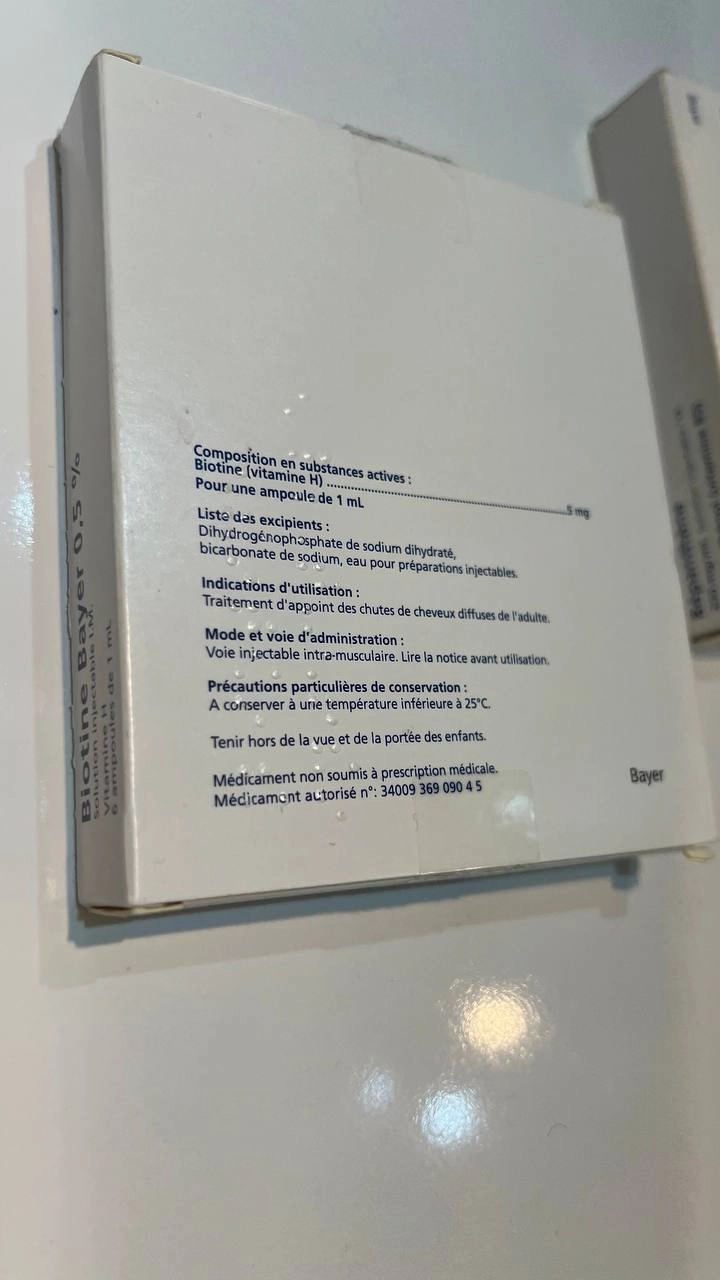 Composition en substances actives :
Biotine (vitamine H) ........................................................ 5 mg
Pour une ampoule de 1 mL
Liste des excipients :
Dihydrogénophosphate de sodium dihydraté,
bicarbonate de sodium, eau pour préparations injectables.
Indications d'utilisation :
Traitement d'appoint des chutes de cheveux diffuses de l'adulte.
Mode et voie d'administration :
Voie injectable intra-musculaire. Lire la notice avant utilisation.
Précautions particulières de conservation :
A conserver à une température inférieure à 25°C.
Tenir hors de la vue et de la portée des enfants.
Médicament non soumis à prescription médicale.
Médicament autorisé n°: 34009 369 090 4 5
Bayer
Biotine Bayer 0,5 %
Solution injectable I.M.
Vitamine H
6 ampoules de 1 mL